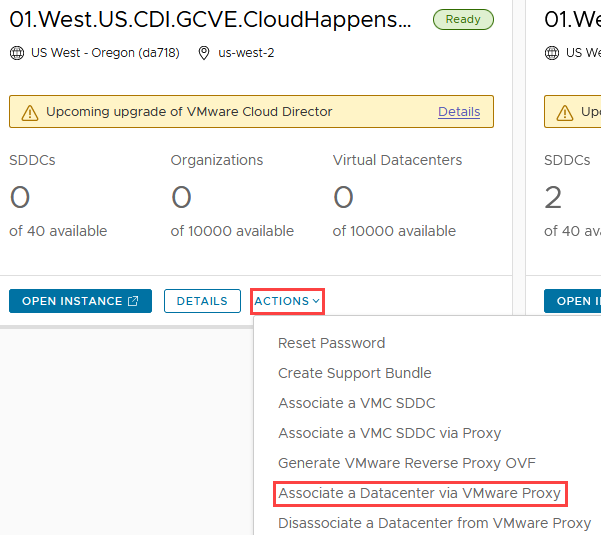 01.West.US.CDI.GCVE.CloudHappens...
Ready
US West - Oregon (da718)
us-west-2
Upcoming upgrade of VMware Cloud Director
Details
SDDCs
Organizations
Virtual Datacenters
0
0
0
of 40 available
of 10000 available
of 10000 available
OPEN INSTANCE
DETAILS
ACTIONS
Reset Password
Create Support Bundle
Associate a VMC SDDC
Associate a VMC SDDC via Proxy
Generate VMware Reverse Proxy OVF
Associate a Datacenter via VMware Proxy
Disassociate a Datacenter from VMware Proxy
01.We
US We
Upc
SDDCs
2
of 40 ava
OPEN I